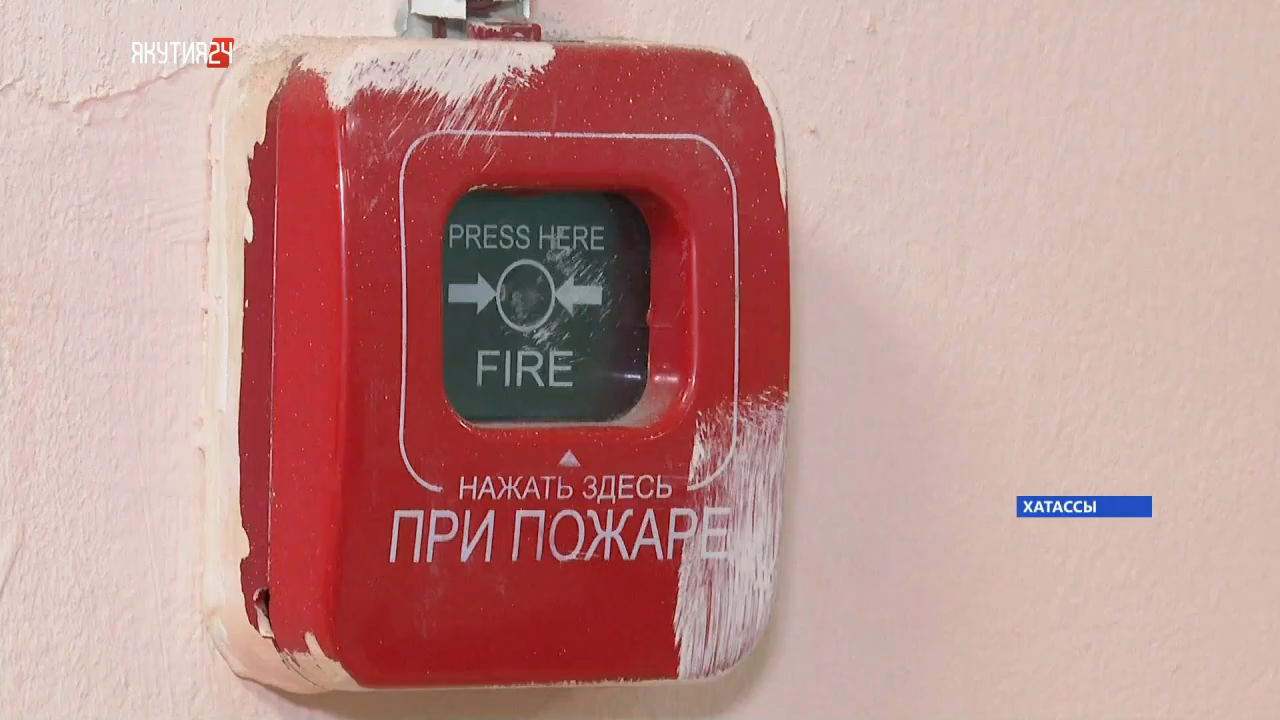 ЯКУТИЯ24
PRESS HERE
FIRE
НАЖАТЬ ЗДЕСЬ
ПРИ ПОЖАРЕ
ХАТАССЫ